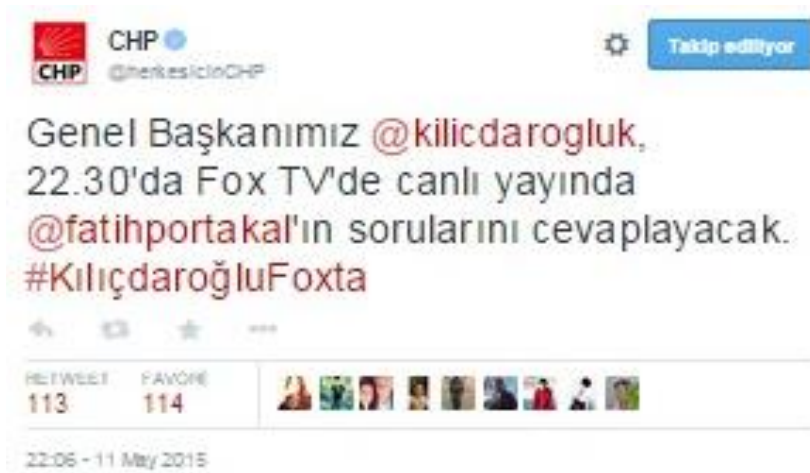 CHP
CHP
@herkesicinCHP
Takip ediliyor
Genel Başkanımız @kilicdarogluk,
22.30'da Fox TV'de canlı yayında
@fatihportakal'ın sorularını cevaplayacak.
#KılıçdaroğluFoxta
RETWEET FAVORİ
113 114
22:06 - 11 May 2015